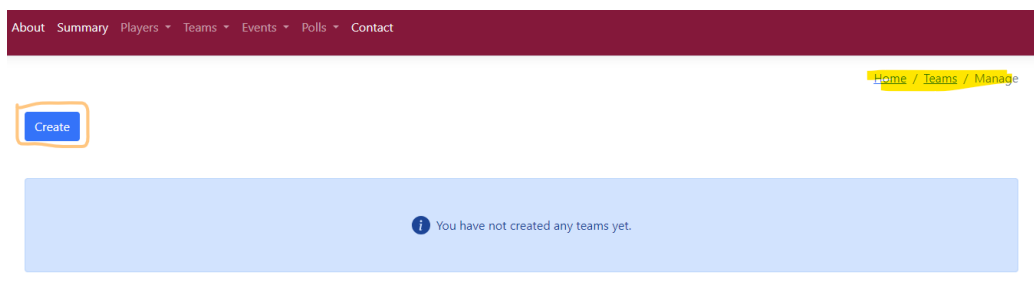 About Summary Players Teams Events Polls Contact
Home / Teams / Manage
Create
You have not created any teams yet.